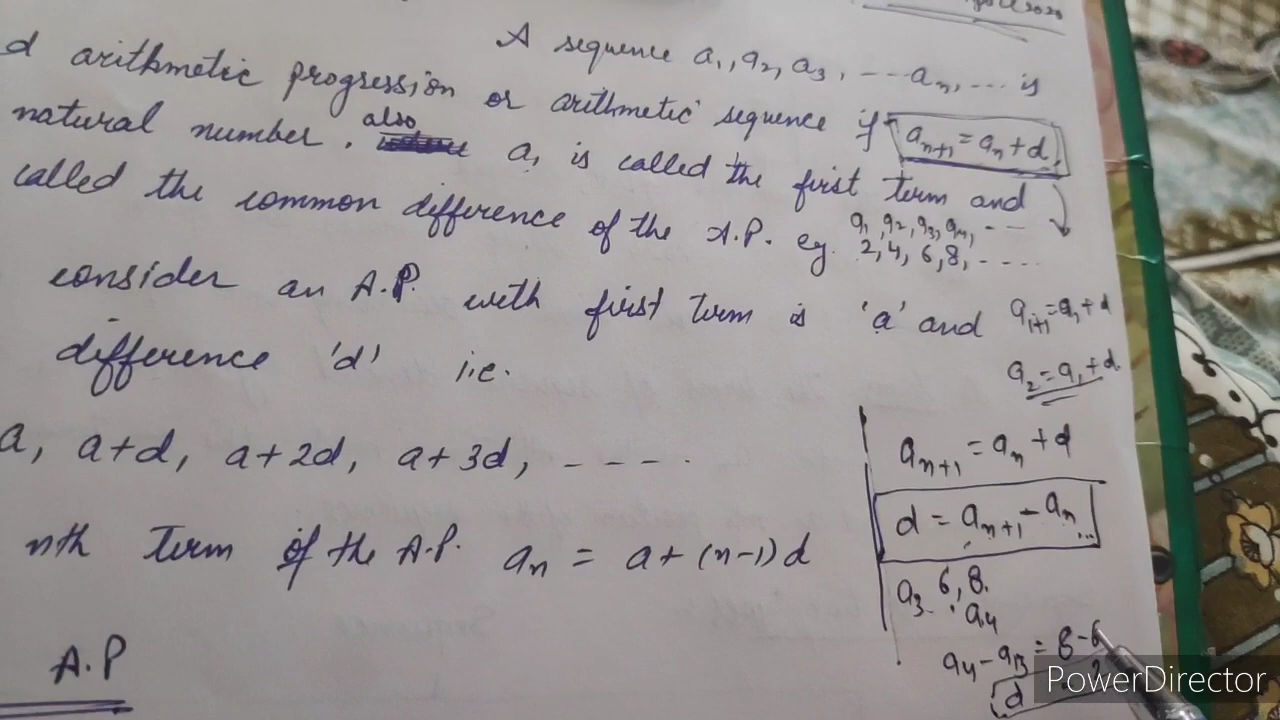 A sequence a₁, a₂, a₃, ---aₙ, --- is
d arithmetic progression or arithmetic sequence if aₙ₊₁ = aₙ + d,
natural number. also a₁ is called the first term and
called the common difference of the A.P. eg. 2, 4, 6, 8, - - - -
a₁, a₂, a₃, a₄, - - -
consider an A.P. with first term is 'a' and
difference 'd' i.e.
a₁₊₁ = a₁ + d
a₂ = a₁ + d.
a, a+d, a+2d, a+3d, - - - - .
nth term of the A.P. aₙ = a + (n-1)d
A.P
aₙ₊₁ = aₙ + d
d = aₙ₊₁ - aₙ
a₃ 6, 8.
a₄
a₄ - a₃ = 8-6
d 2
PowerDirector